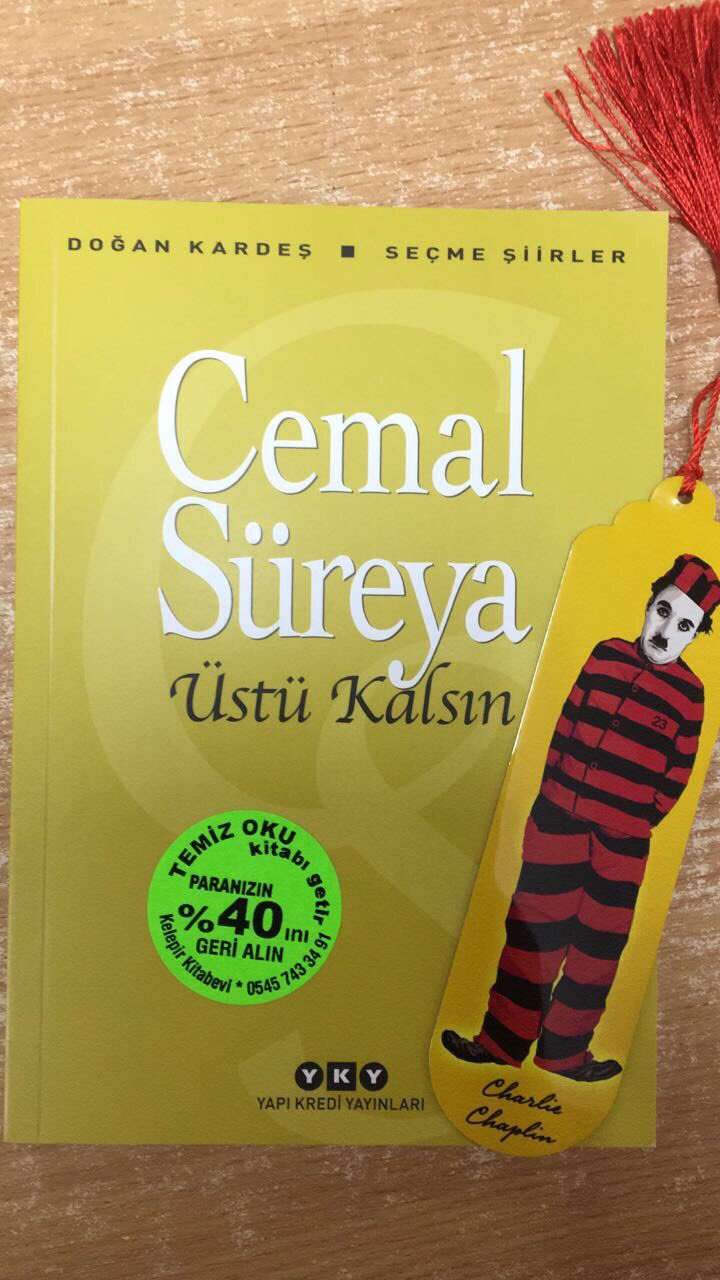 DOĞAN KARDEŞ ■ SEÇME ŞİİRLER
Cemal
Süreya
Üstü Kalsın
TEMİZ OKU
kitabı getir
PARANIZIN
%40ını
GERİ ALIN
Kelepir Kitabevi * 0545 743 34 91
YKY
YAPI KREDİ YAYINLARI
23
Charlie
Chaplin